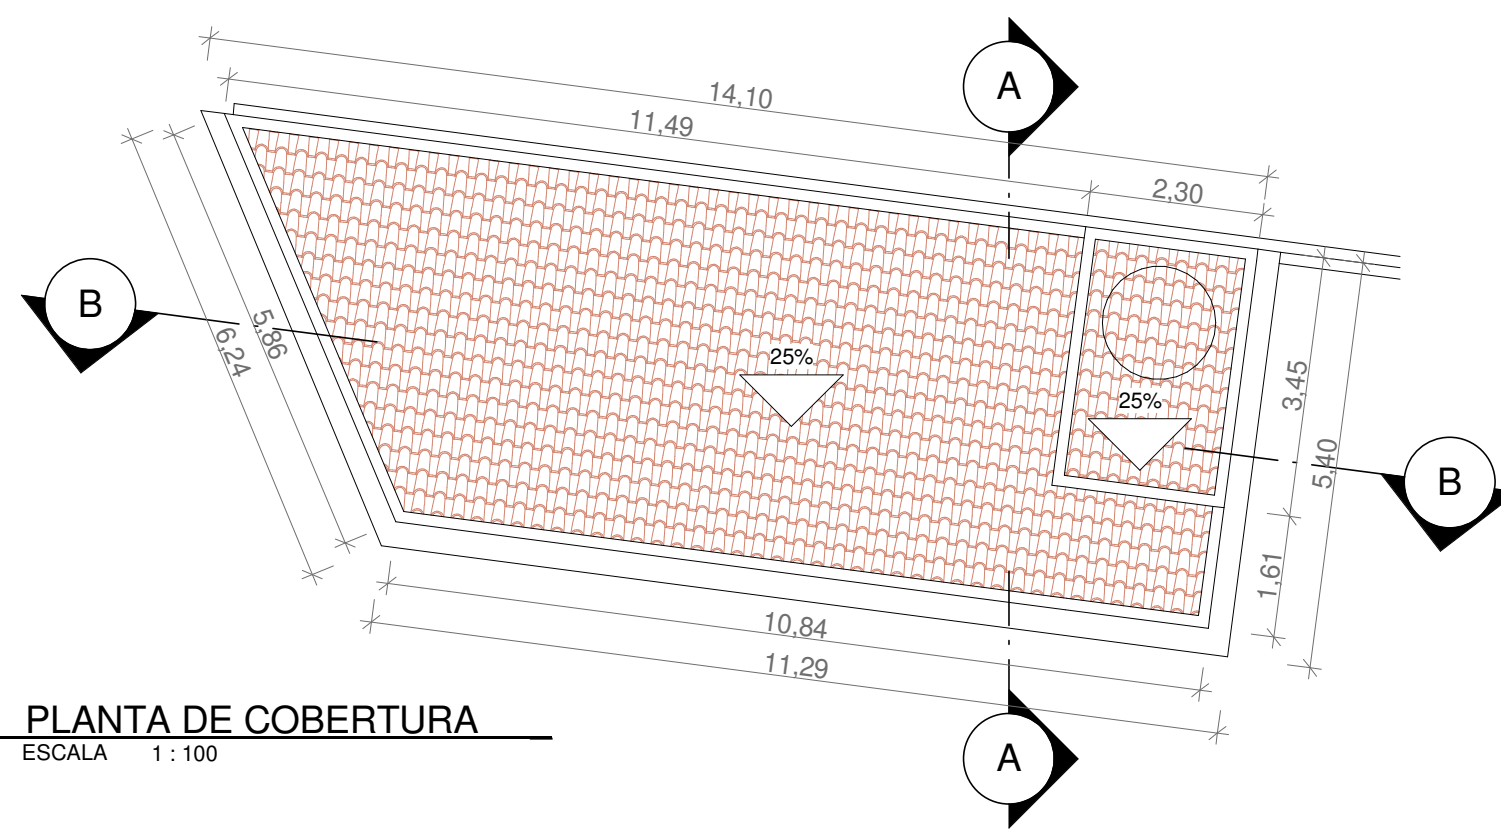 A
14,10
11,49
2,30
B
5,86
6,24
25%
25%
3,45
5,40
B
1,61
10,84
11,29
PLANTA DE COBERTURA
ESCALA 1 : 100
A